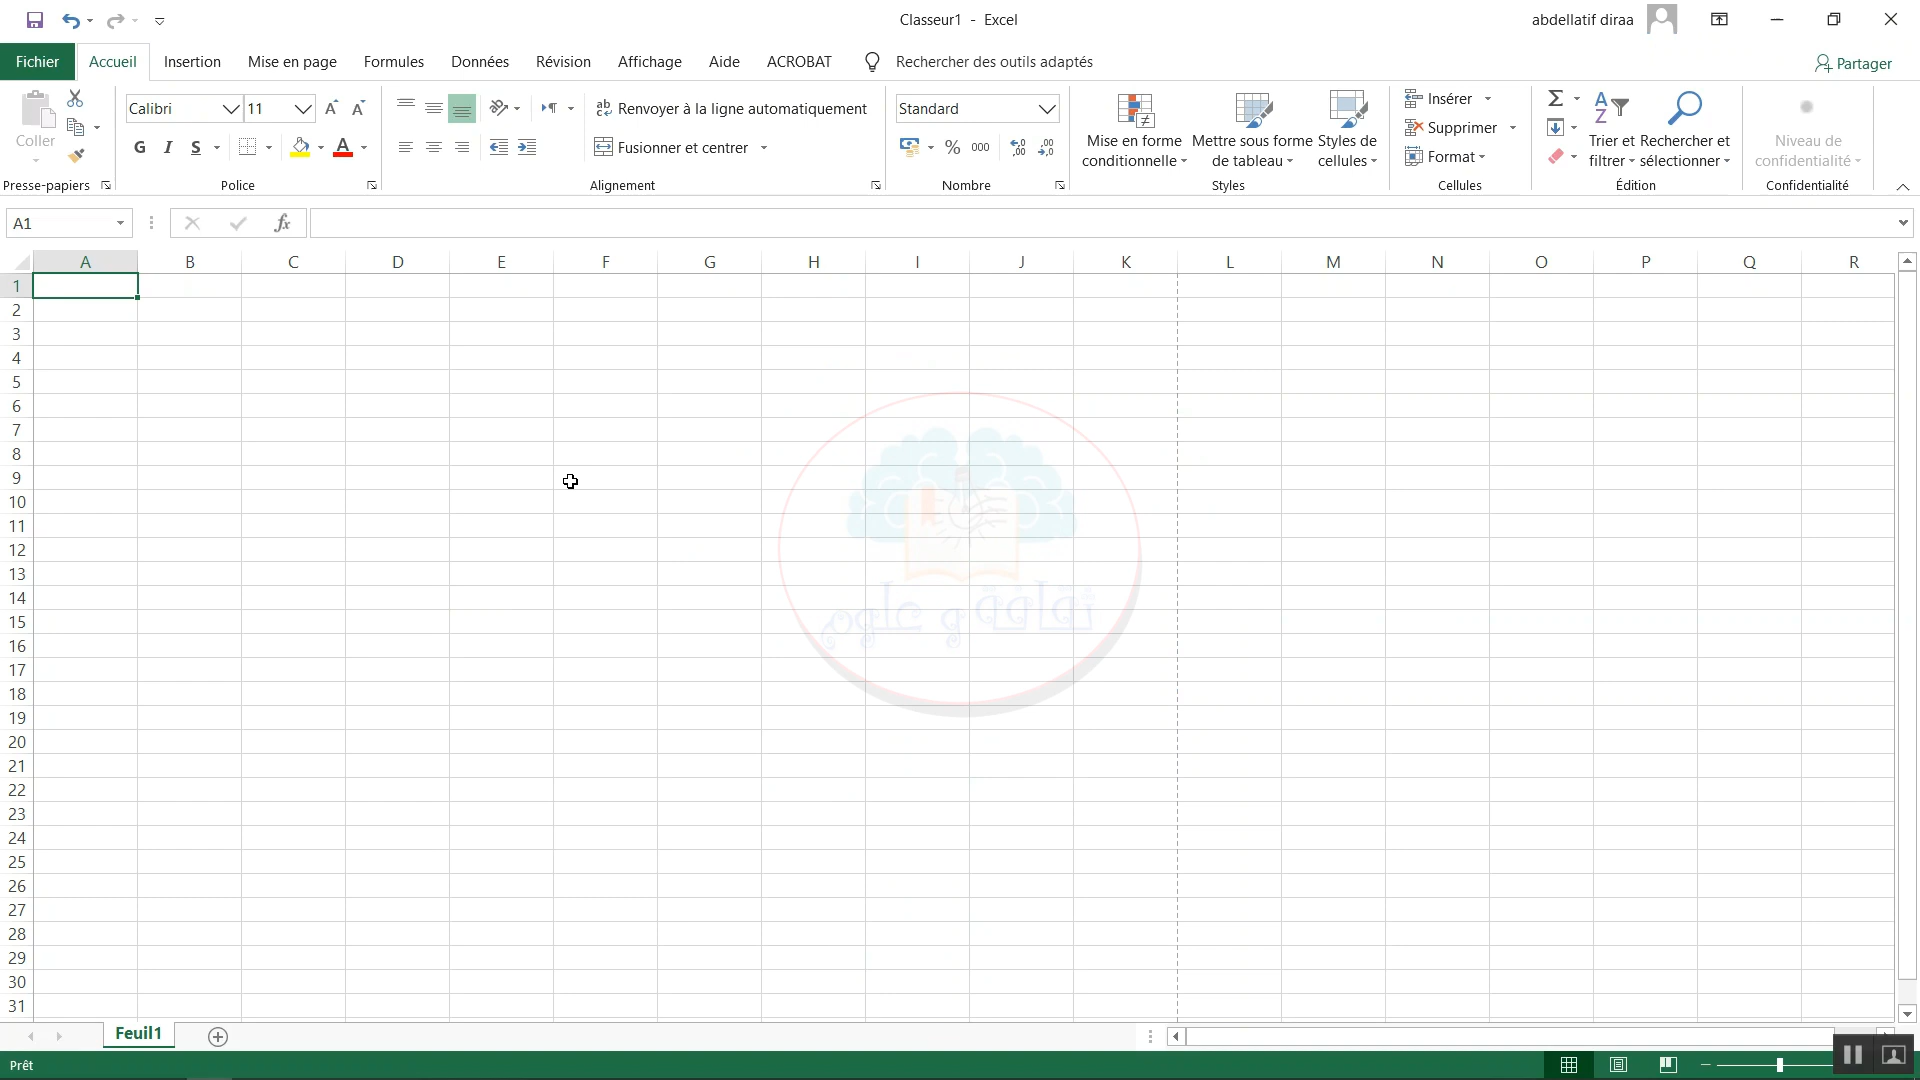 Classeur1 - Excel
abdellatif diraa
Fichier Accueil Insertion Mise en page Formules Données Révision Affichage Aide ACROBAT Rechercher des outils adaptés
Partager
Coller
Presse-papiers
Calibri 11
G I S A
Police
ab Renvoyer à la ligne automatiquement
Fusionner et centrer
Alignement
Standard
% 000
Nombre
Mise en forme conditionnelle
Mettre sous forme de tableau
Styles de cellules
Styles
Insérer
Supprimer
Format
Cellules
Trier et filtrer
Rechercher et sélectionner
Édition
Niveau de confidentialité
Confidentialité
A1
fx
A B C D E F G H I J K L M N O P Q R
1
2
3
4
5
6
7
8
9
10
11
12
13
14
15
16
17
18
19
20
21
22
23
24
25
26
27
28
29
30
31
Feuil1
Prêt